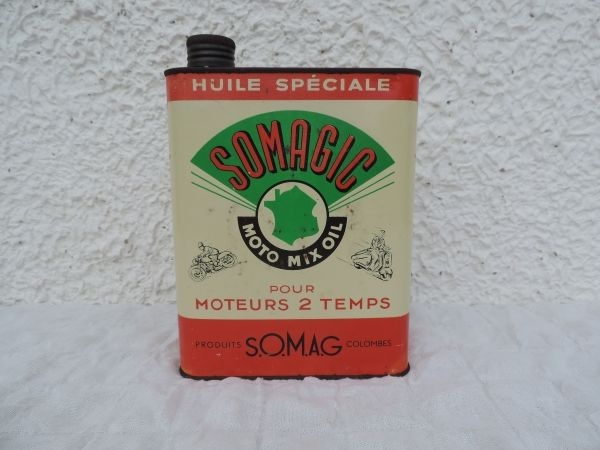 HUILE SPÉCIALE
SOMAGIC
MOTO MIX OIL
POUR
MOTEURS 2 TEMPS
PRODUITS S.O.M.A.G COLOMBES